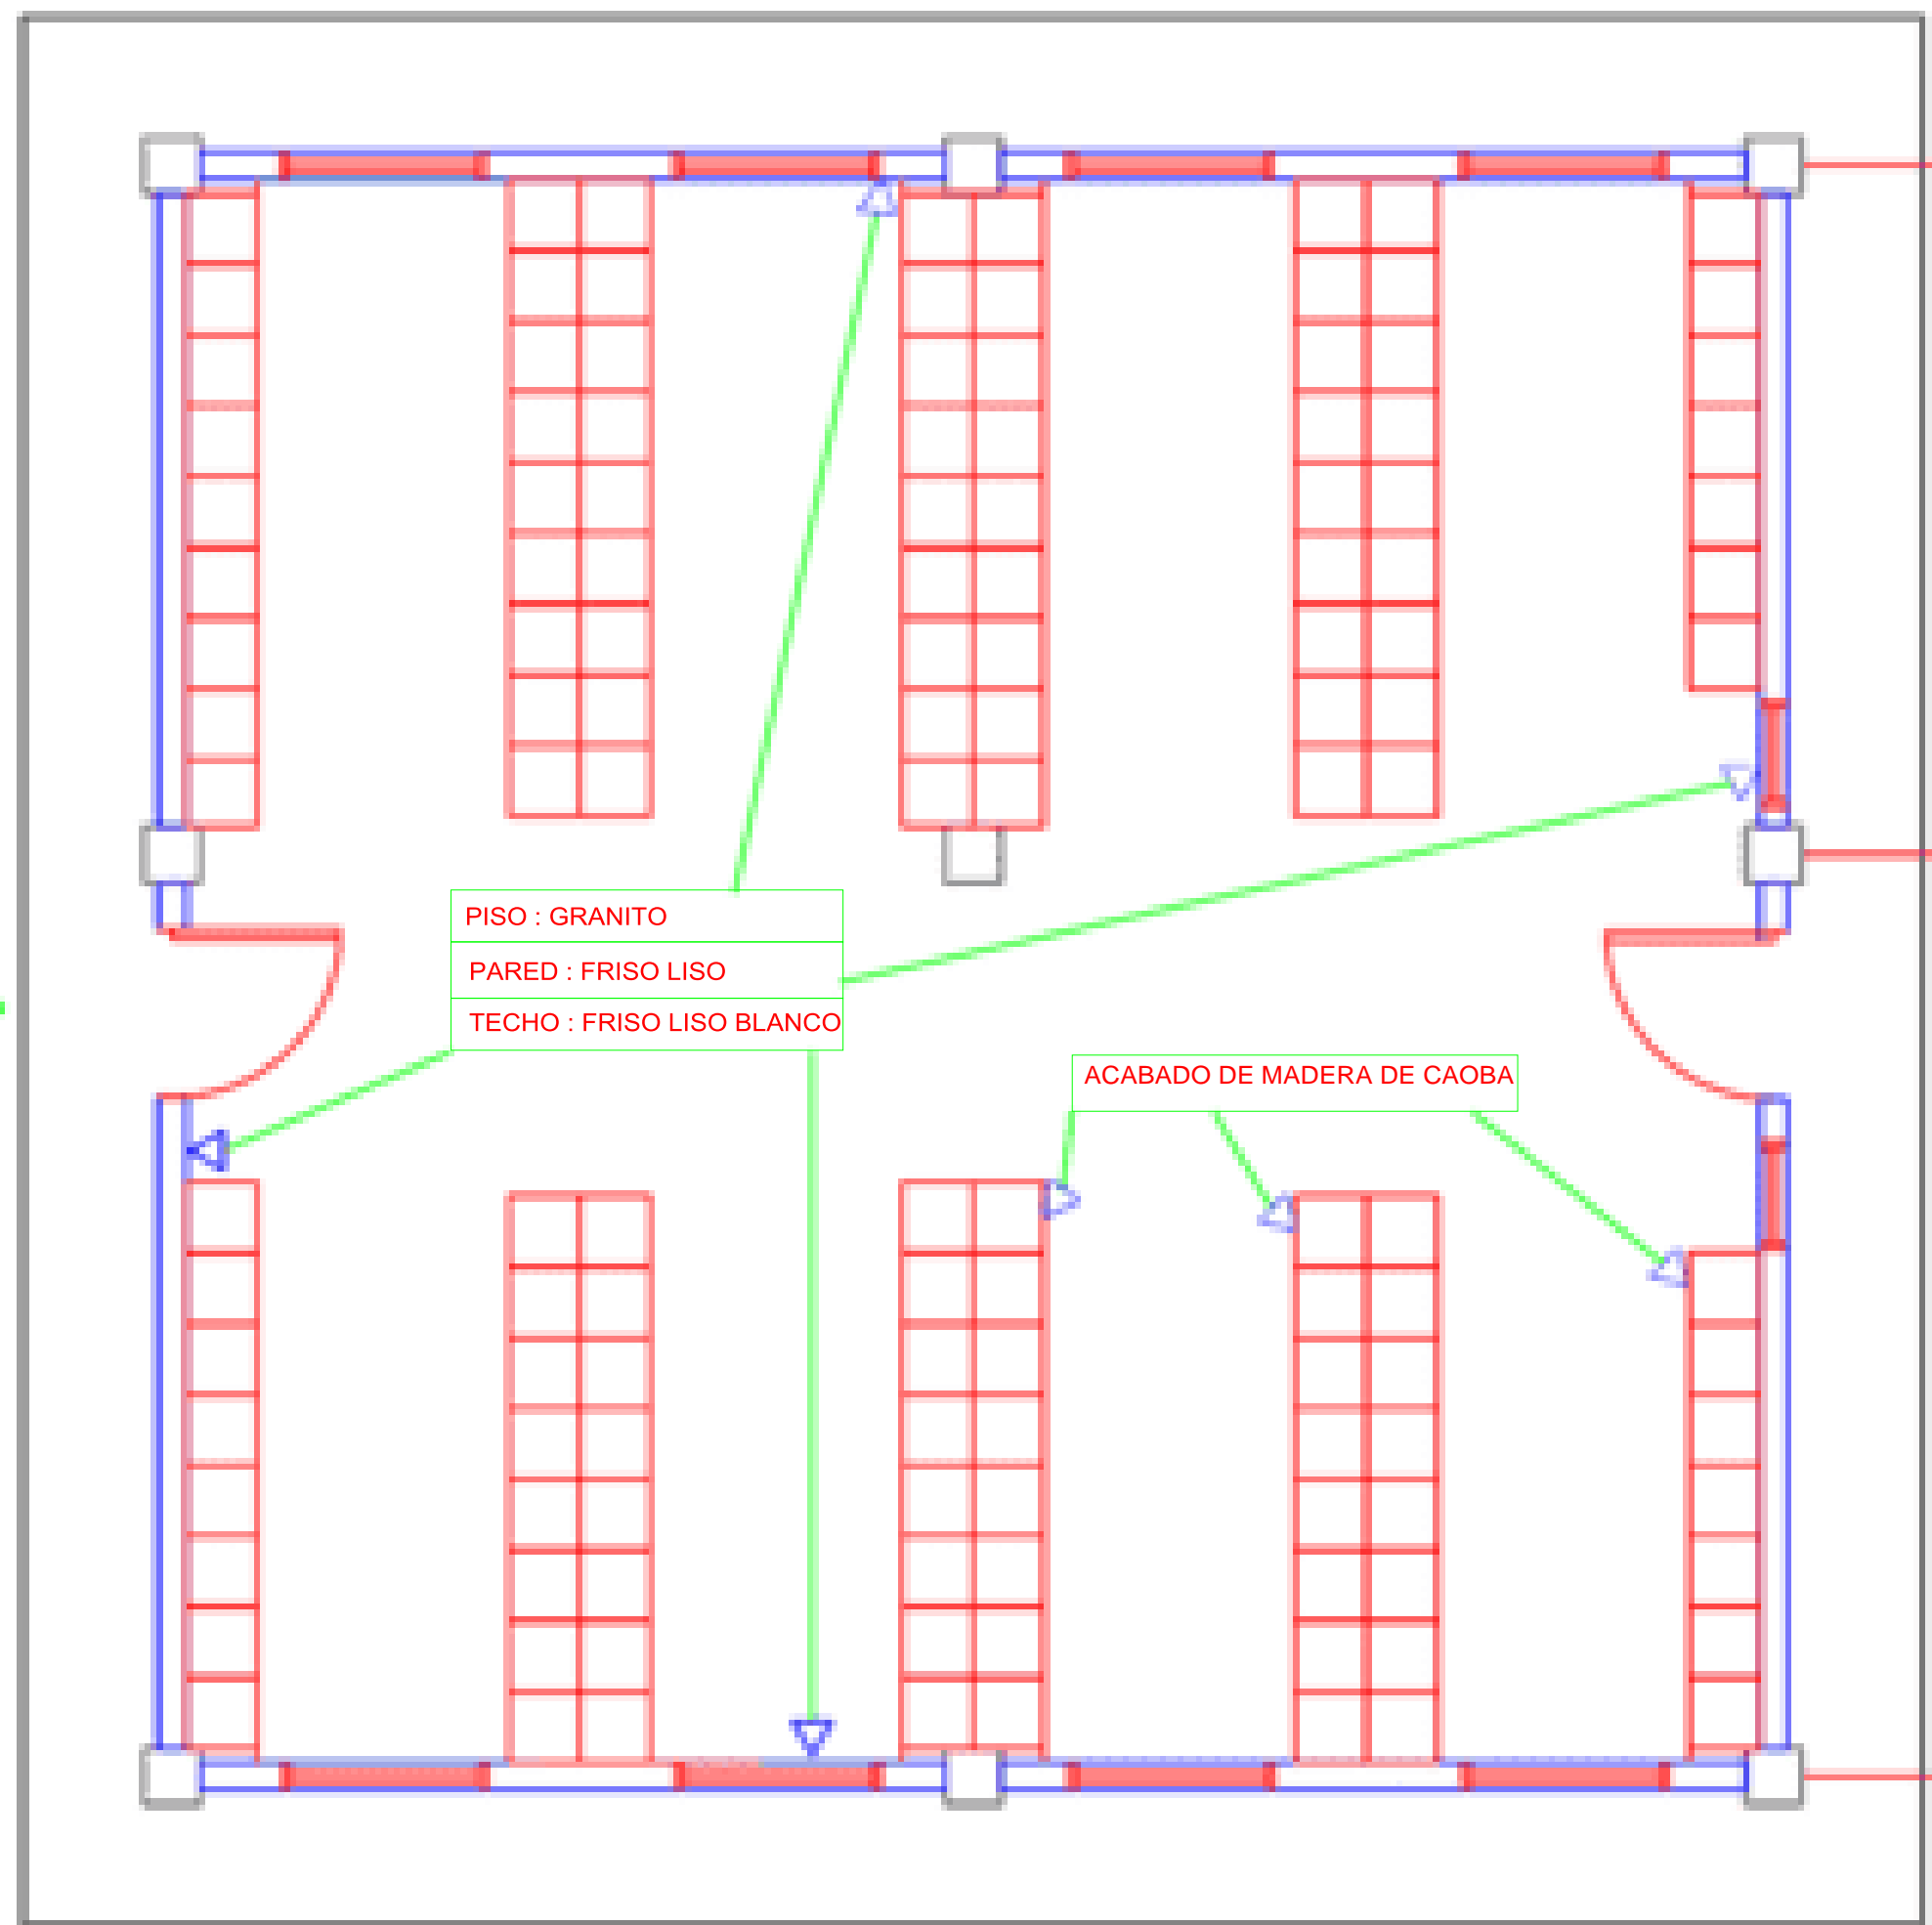 PISO : GRANITO
PARED : FRISO LISO
TECHO : FRISO LISO BLANCO
ACABADO DE MADERA DE CAOBA